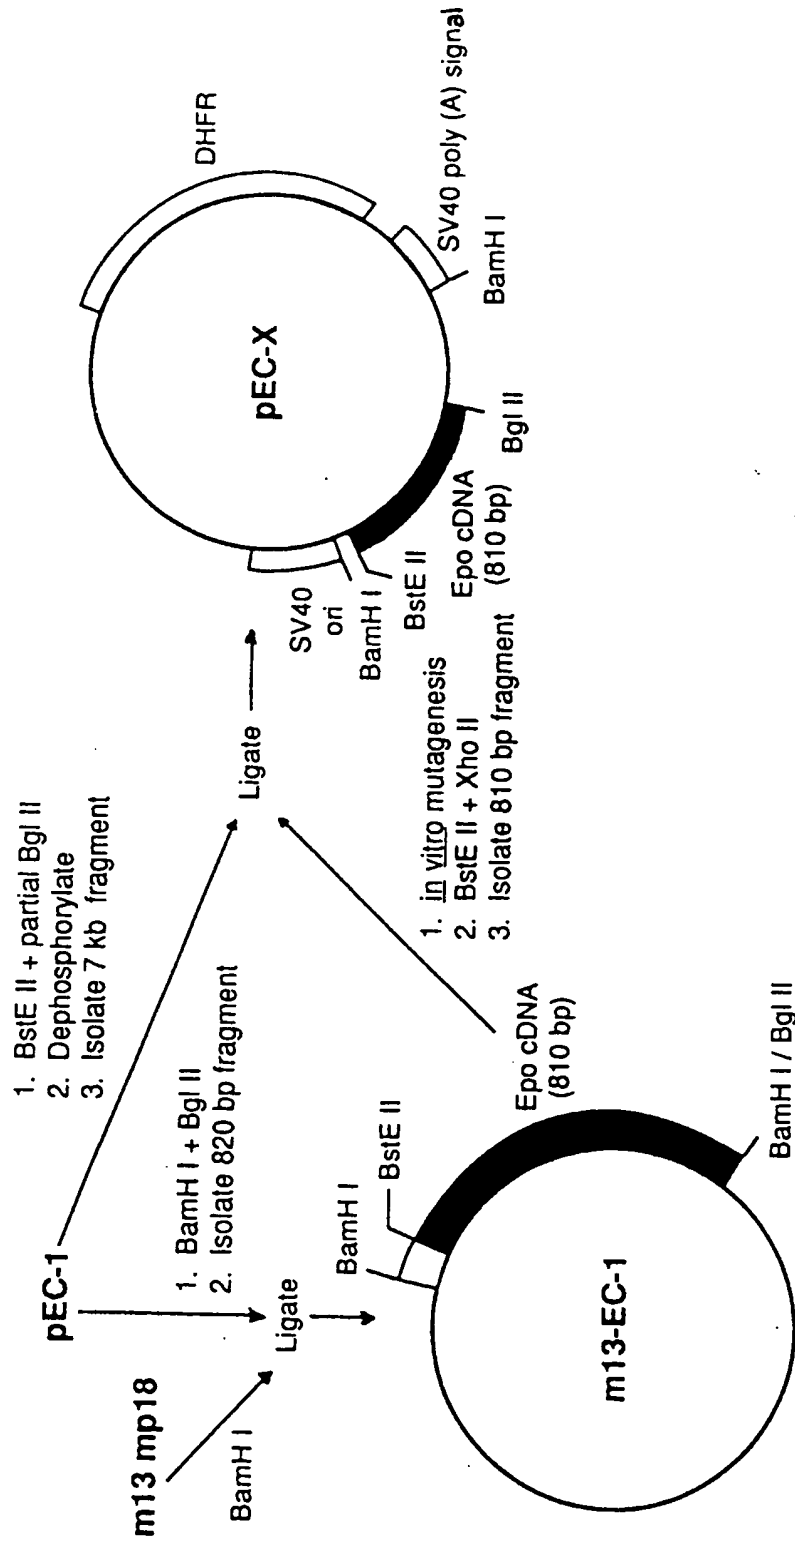 m13 mp18
BamH I
pEC-1
1. BstE II + partial Bgl II
2. Dephosphorylate
3. Isolate 7 kb fragment
1. BamH I + Bgl II
2. Isolate 820 bp fragment
Ligate
Ligate
BamH I
BstE II
Epo cDNA
(810 bp)
BamH I / Bgl II
m13-EC-1
1. in vitro mutagenesis
2. BstE II + Xho II
3. Isolate 810 bp fragment
SV40
ori
BamH I
BstE II
Epo cDNA
(810 bp)
Bgl II
BamH I
SV40 poly (A) signal
DHFR
pEC-X